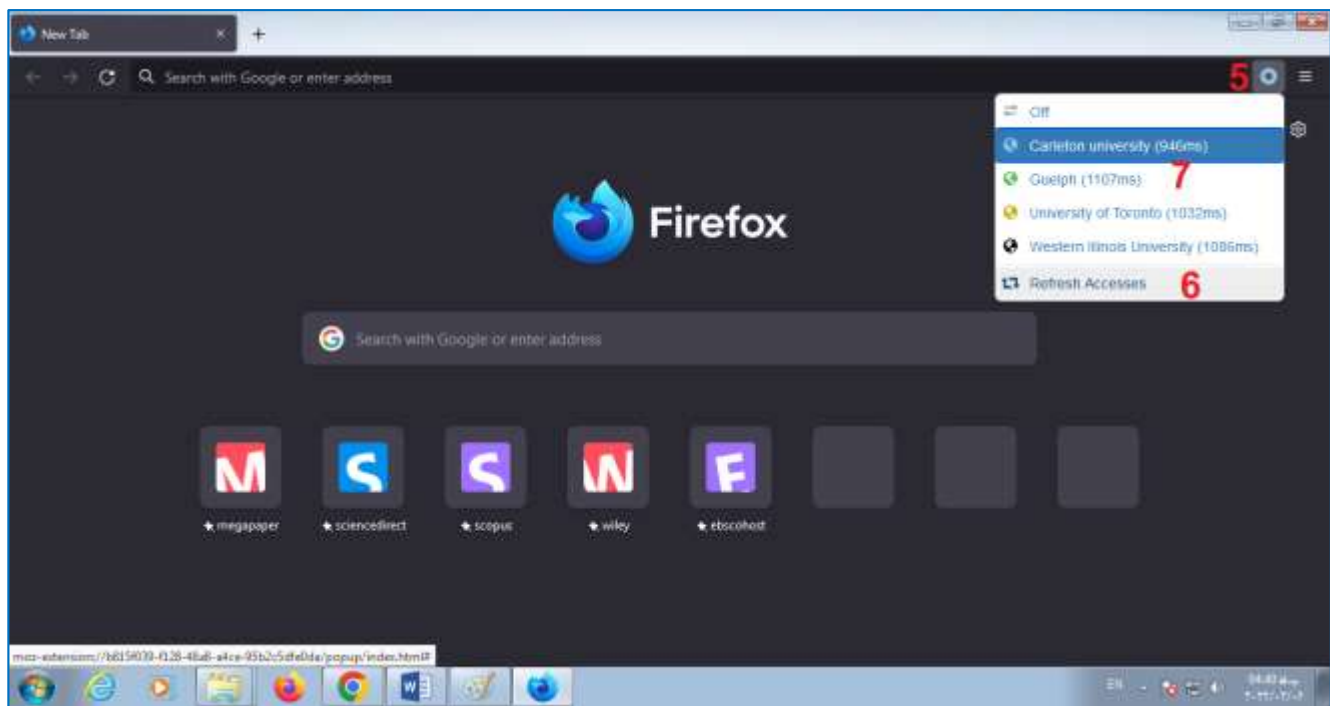 New Tab
Search with Google or enter address
5
Off
Carleton university (946ms)
7
Guelph (1107ms)
University of Toronto (1032ms)
Western Illinois University (1086ms)
Refresh Accesses
6
Firefox
Search with Google or enter address
megapaper
sciencedirect
scopus
wiley
ebscohost
EN